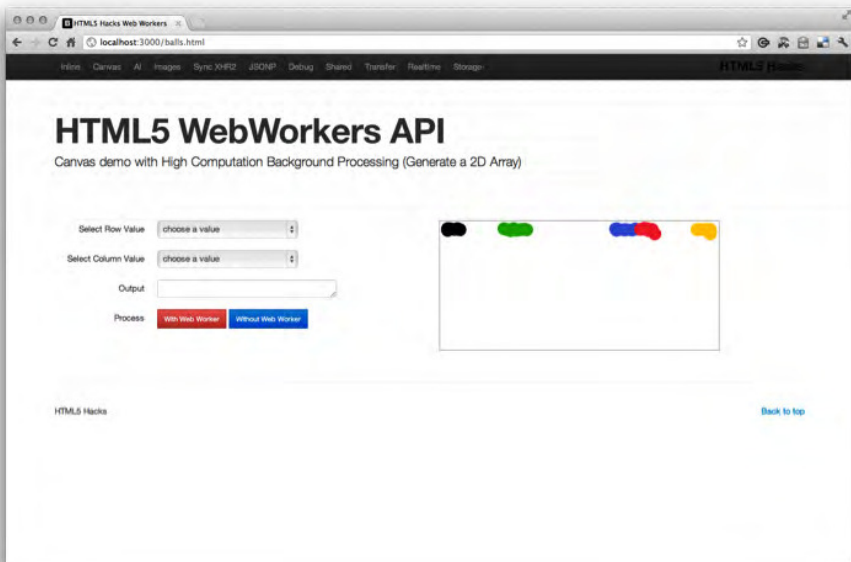 HTML5 Hacks Web Workers
localhost:3000/balls.html
Inline Canvas AI Images Sync XHR2 JSONP Debug Shared Transfer Realtime Storage HTML5 Hacks
HTML5 WebWorkers API
Canvas demo with High Computation Background Processing (Generate a 2D Array)
Select Row Value choose a value
Select Column Value choose a value
Output
Process With Web Worker Without Web Worker
HTML5 Hacks Back to top